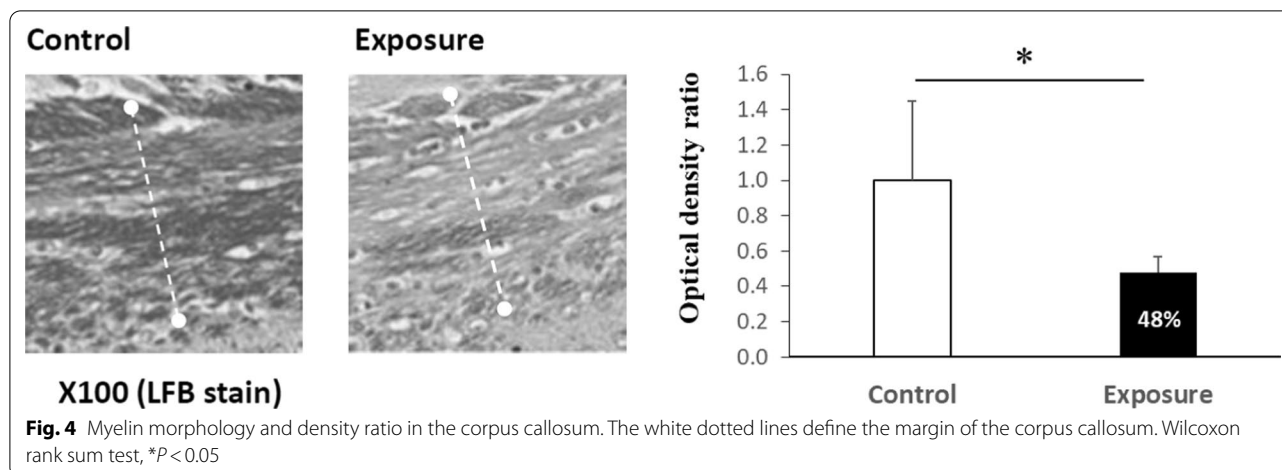 Control
Exposure
X100 (LFB stain)
*
Optical density ratio
1.6
1.4
1.2
1.0
0.8
0.6
0.4
0.2
0.0
48%
Control
Exposure
Fig. 4 Myelin morphology and density ratio in the corpus callosum. The white dotted lines define the margin of the corpus callosum. Wilcoxon
rank sum test, *P < 0.05